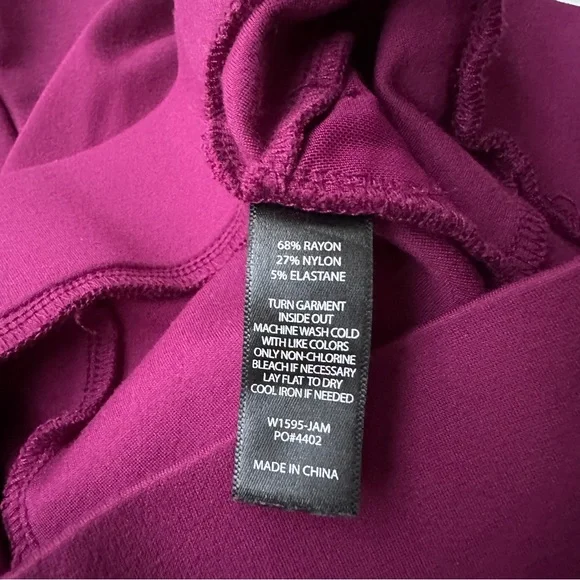 68% RAYON
27% NYLON
5% ELASTANE
TURN GARMENT
INSIDE OUT
MACHINE WASH COLD
WITH LIKE COLORS
ONLY NON-CHLORINE
BLEACH IF NECESSARY
LAY FLAT TO DRY
COOL IRON IF NEEDED
W1595-JAM
PO#4402
MADE IN CHINA